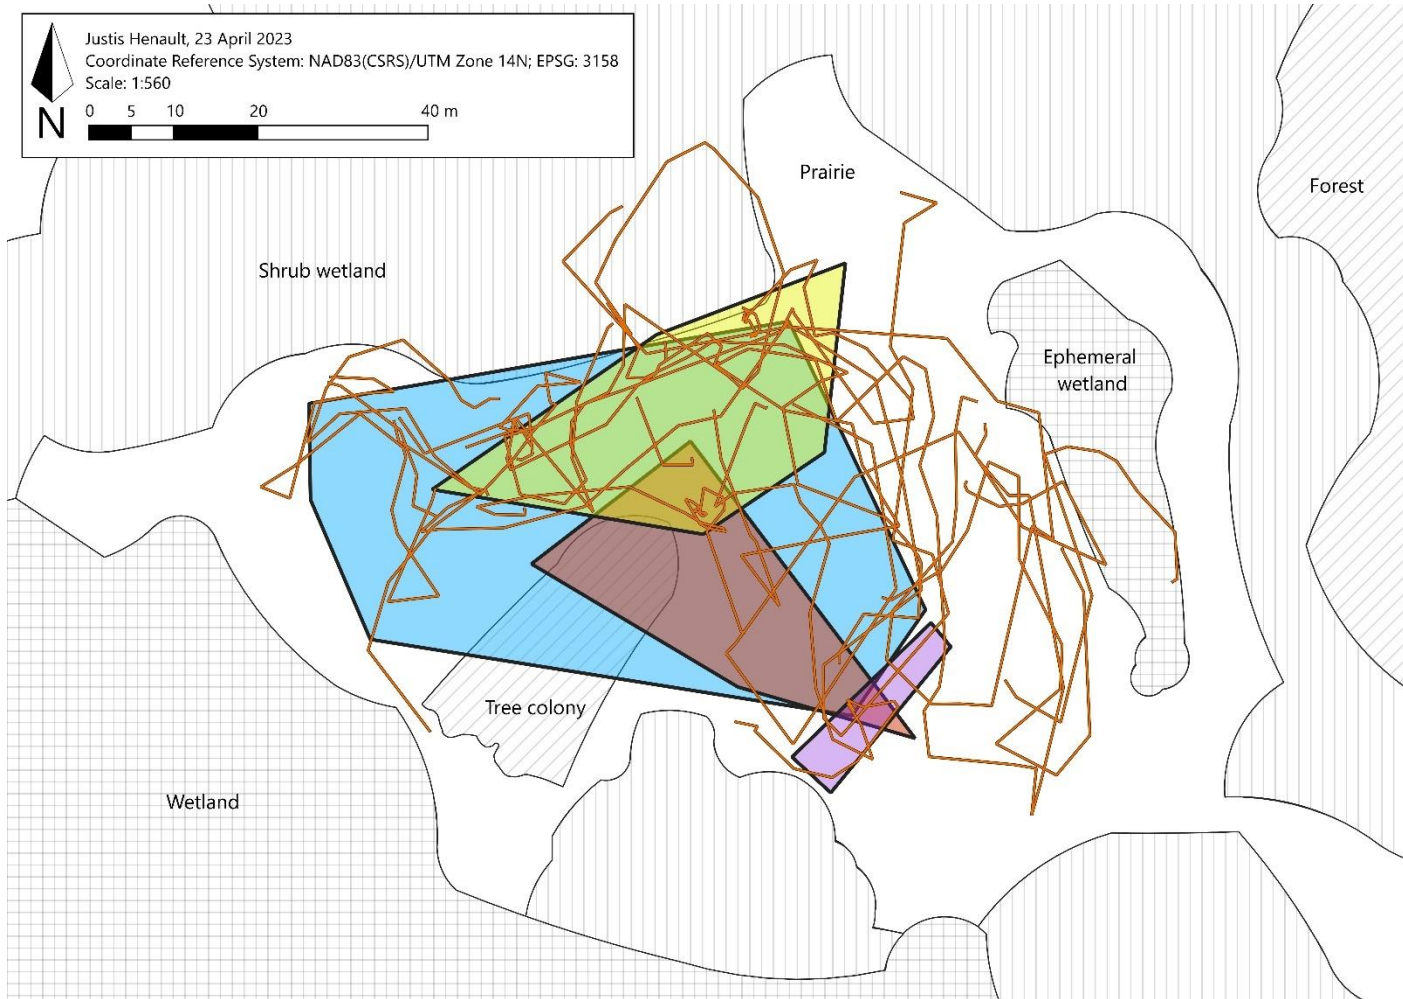 Justis Henault, 23 April 2023
Coordinate Reference System: NAD83(CSRS)/UTM Zone 14N; EPSG: 3158
Scale: 1:560
0 5 10 20 40 m
N
Prairie
Forest
Shrub wetland
Ephemeral
wetland
Tree colony
Wetland